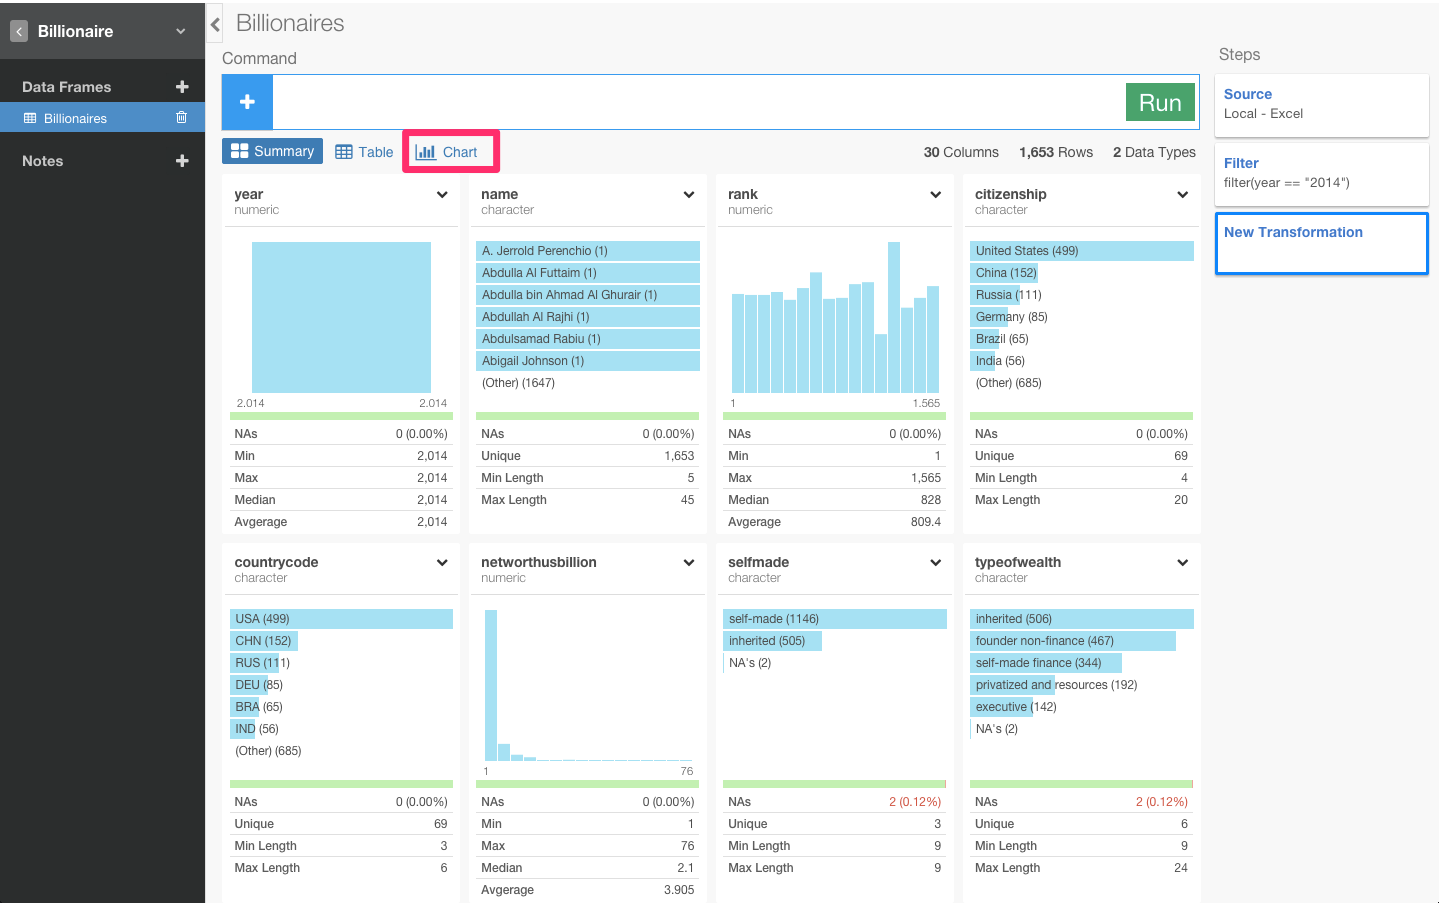 Billionaire
Data Frames
Billionaires
Notes
Billionaires
Command
Run
Summary
Table
Chart
30 Columns 1,653 Rows 2 Data Types
Steps
Source
Local - Excel
Filter
filter(year == "2014")
New Transformation
year
numeric
2.014 2.014
NAs 0 (0.00%)
Min 2,014
Max 2,014
Median 2,014
Avgerage 2,014
name
character
A. Jerrold Perenchio (1)
Abdulla Al Futtaim (1)
Abdulla bin Ahmad Al Ghurair (1)
Abdullah Al Rajhi (1)
Abdulsamad Rabiu (1)
Abigail Johnson (1)
(Other) (1647)
NAs 0 (0.00%)
Unique 1,653
Min Length 5
Max Length 45
rank
numeric
1 1.565
NAs 0 (0.00%)
Min 1
Max 1,565
Median 828
Avgerage 809.4
citizenship
character
United States (499)
China (152)
Russia (111)
Germany (85)
Brazil (65)
India (56)
(Other) (685)
NAs 0 (0.00%)
Unique 69
Min Length 4
Max Length 20
countrycode
character
USA (499)
CHN (152)
RUS (111)
DEU (85)
BRA (65)
IND (56)
(Other) (685)
NAs 0 (0.00%)
Unique 69
Min Length 3
Max Length 6
networthusbillion
numeric
1 76
NAs 0 (0.00%)
Min 1
Max 76
Median 2.1
Avgerage 3.905
selfmade
character
self-made (1146)
inherited (505)
NA's (2)
NAs 2 (0.12%)
Unique 3
Min Length 9
Max Length 9
typeofwealth
character
inherited (506)
founder non-finance (467)
self-made finance (344)
privatized and resources (192)
executive (142)
NA's (2)
NAs 2 (0.12%)
Unique 6
Min Length 9
Max Length 24